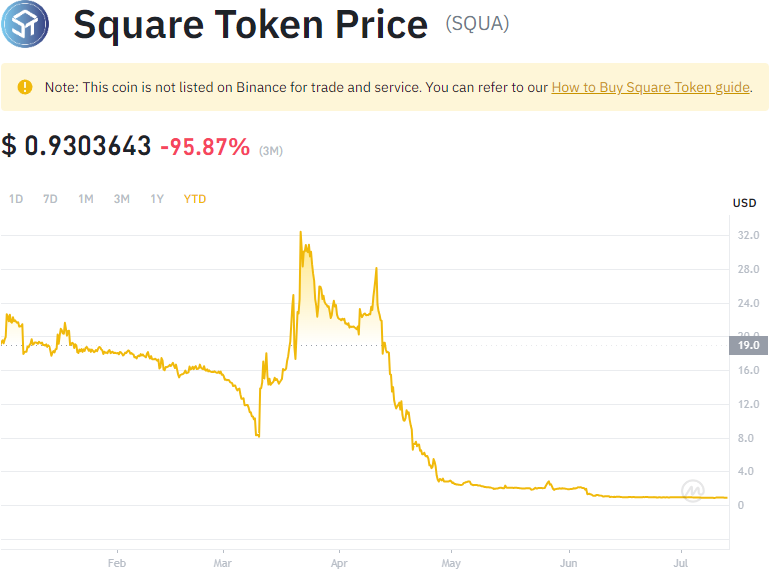 Square Token Price (SQUA)
Note: This coin is not listed on Binance for trade and service. You can refer to our How to Buy Square Token guide.
$ 0.9303643 -95.87% (3M)
1D 7D 1M 3M 1Y YTD
USD
32.0
28.0
24.0
20.0
19.0
16.0
12.0
8.0
4.0
0
Feb Mar Apr May Jun Jul